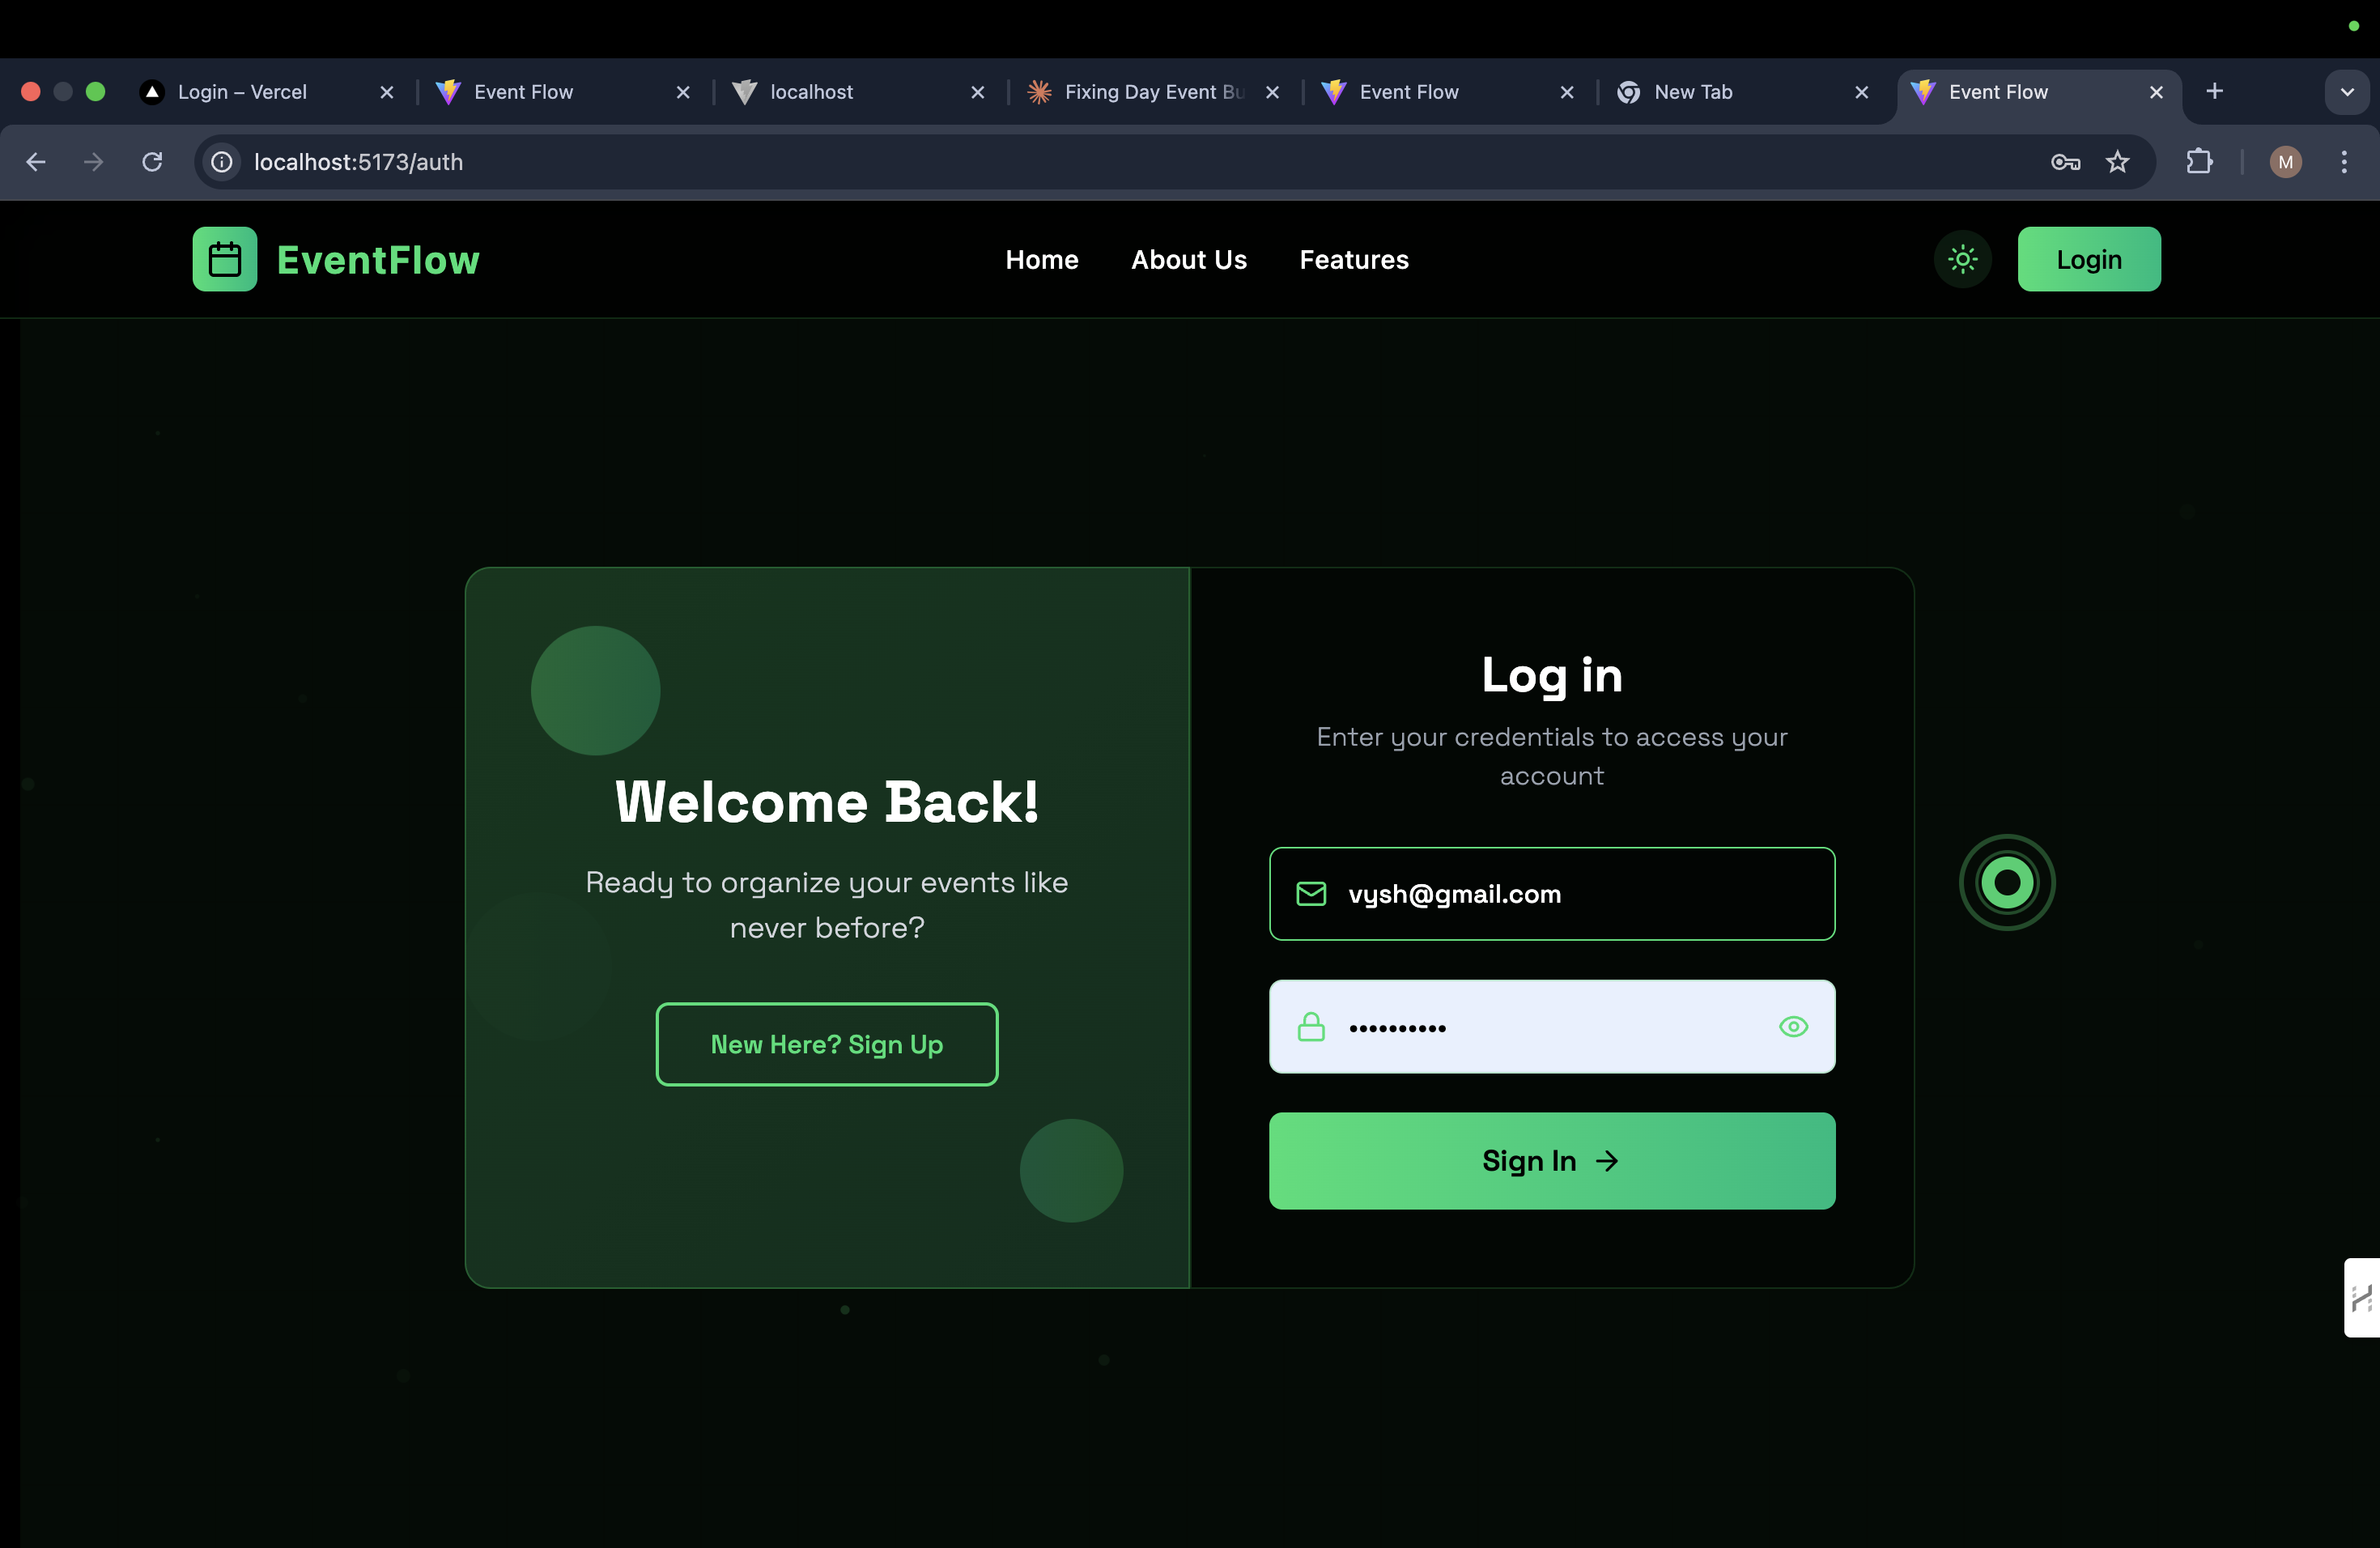 Login – Vercel
Event Flow
localhost
Fixing Day Event Bu
Event Flow
New Tab
Event Flow
localhost:5173/auth
M
EventFlow
Home
About Us
Features
Login
Welcome Back!
Ready to organize your events like
never before?
New Here? Sign Up
Log in
Enter your credentials to access your
account
vysh@gmail.com
••••••••••
Sign In →